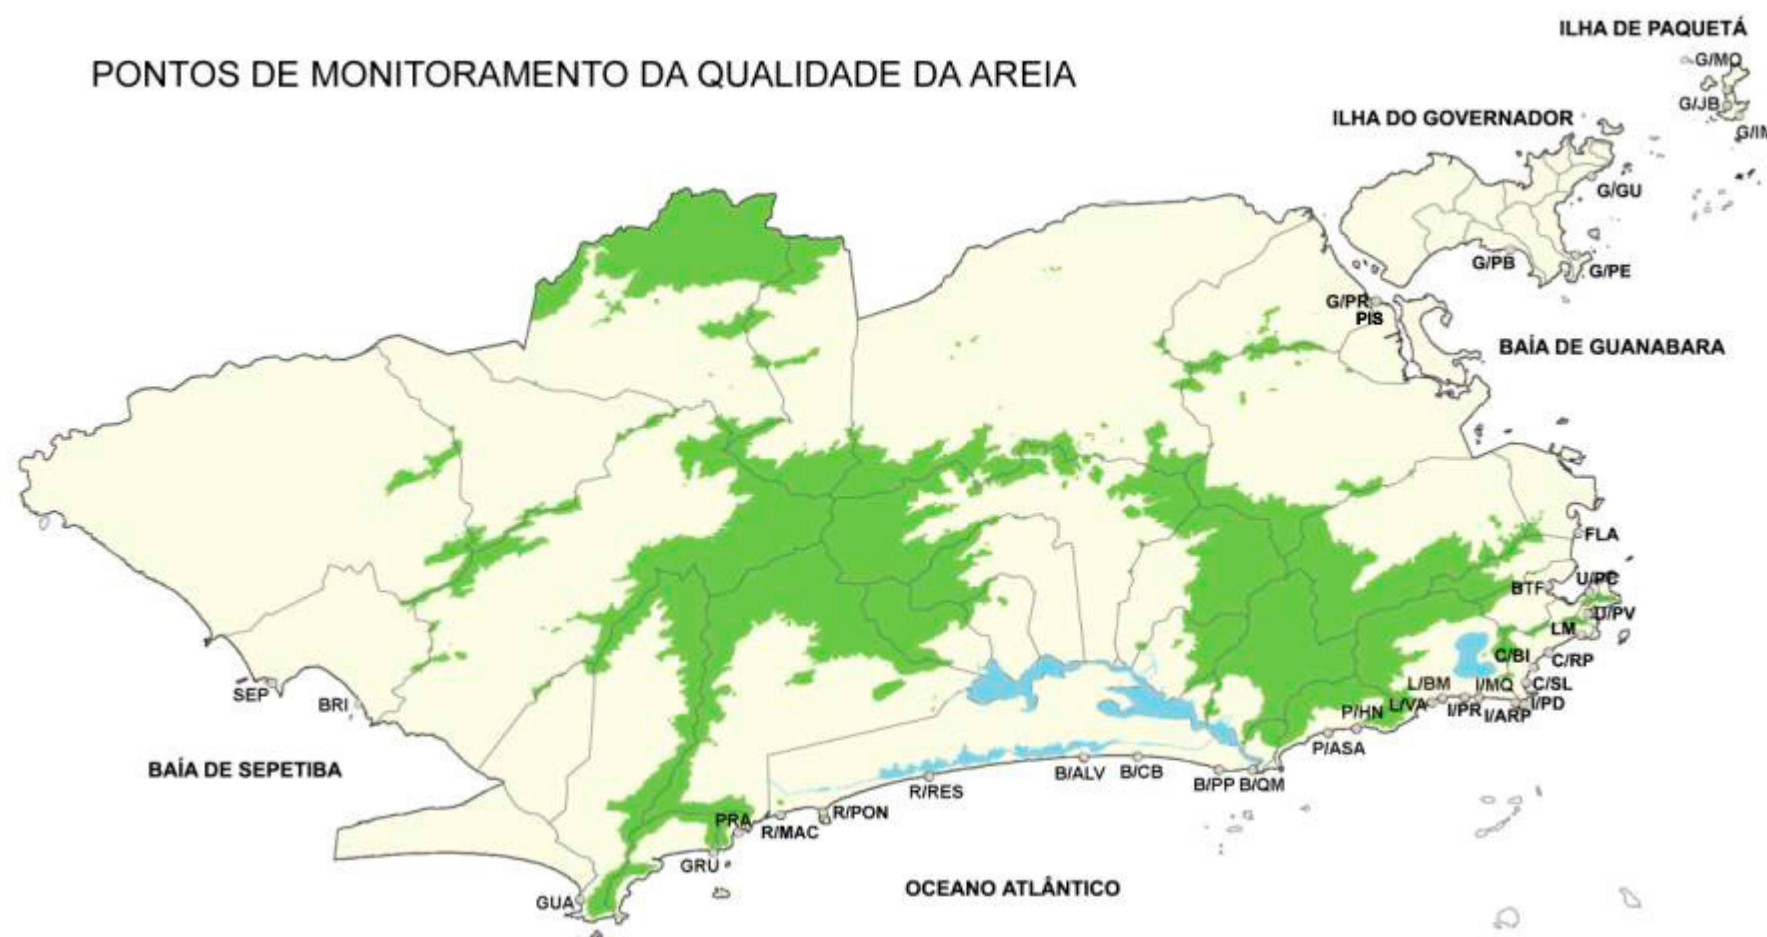 ILHA DE PAQUETÁ
G/MO
PONTOS DE MONITORAMENTO DA QUALIDADE DA AREIA
G/JB
ILHA DO GOVERNADOR
G/IM
G/GU
G/PB
G/PE
G/PR
PIS
BAÍA DE GUANABARA
FLA
U/PC
BTF
U/PV
LM
C/BI
C/RP
SEP
BRI
L/BM
I/MQ
C/SL
L/VA
I/PR
I/ARP
I/PD
P/HN
P/ASA
BAÍA DE SEPETIBA
B/ALV
B/CB
B/PP
B/QM
R/RES
R/PON
PRA
R/MAC
GRU
OCEANO ATLÂNTICO
GUA